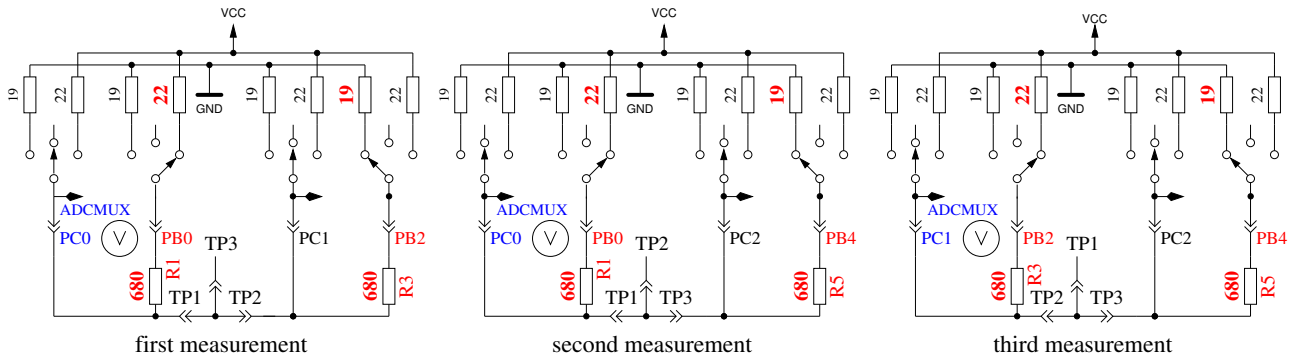 VCC
19
22
19
22
GND
19
22
19
22
ADCMUX
PC0
V
PB0
TP3
PC1
PB2
680
R1
TP1
TP2
680
R3
first measurement
VCC
19
22
19
22
GND
19
22
19
22
ADCMUX
PC0
V
PB0
TP2
PC2
PB4
680
R1
TP1
TP3
680
R5
second measurement
VCC
19
22
19
22
GND
19
22
19
22
ADCMUX
PC1
V
PB2
TP1
PC2
PB4
680
R3
TP2
TP3
680
R5
third measurement